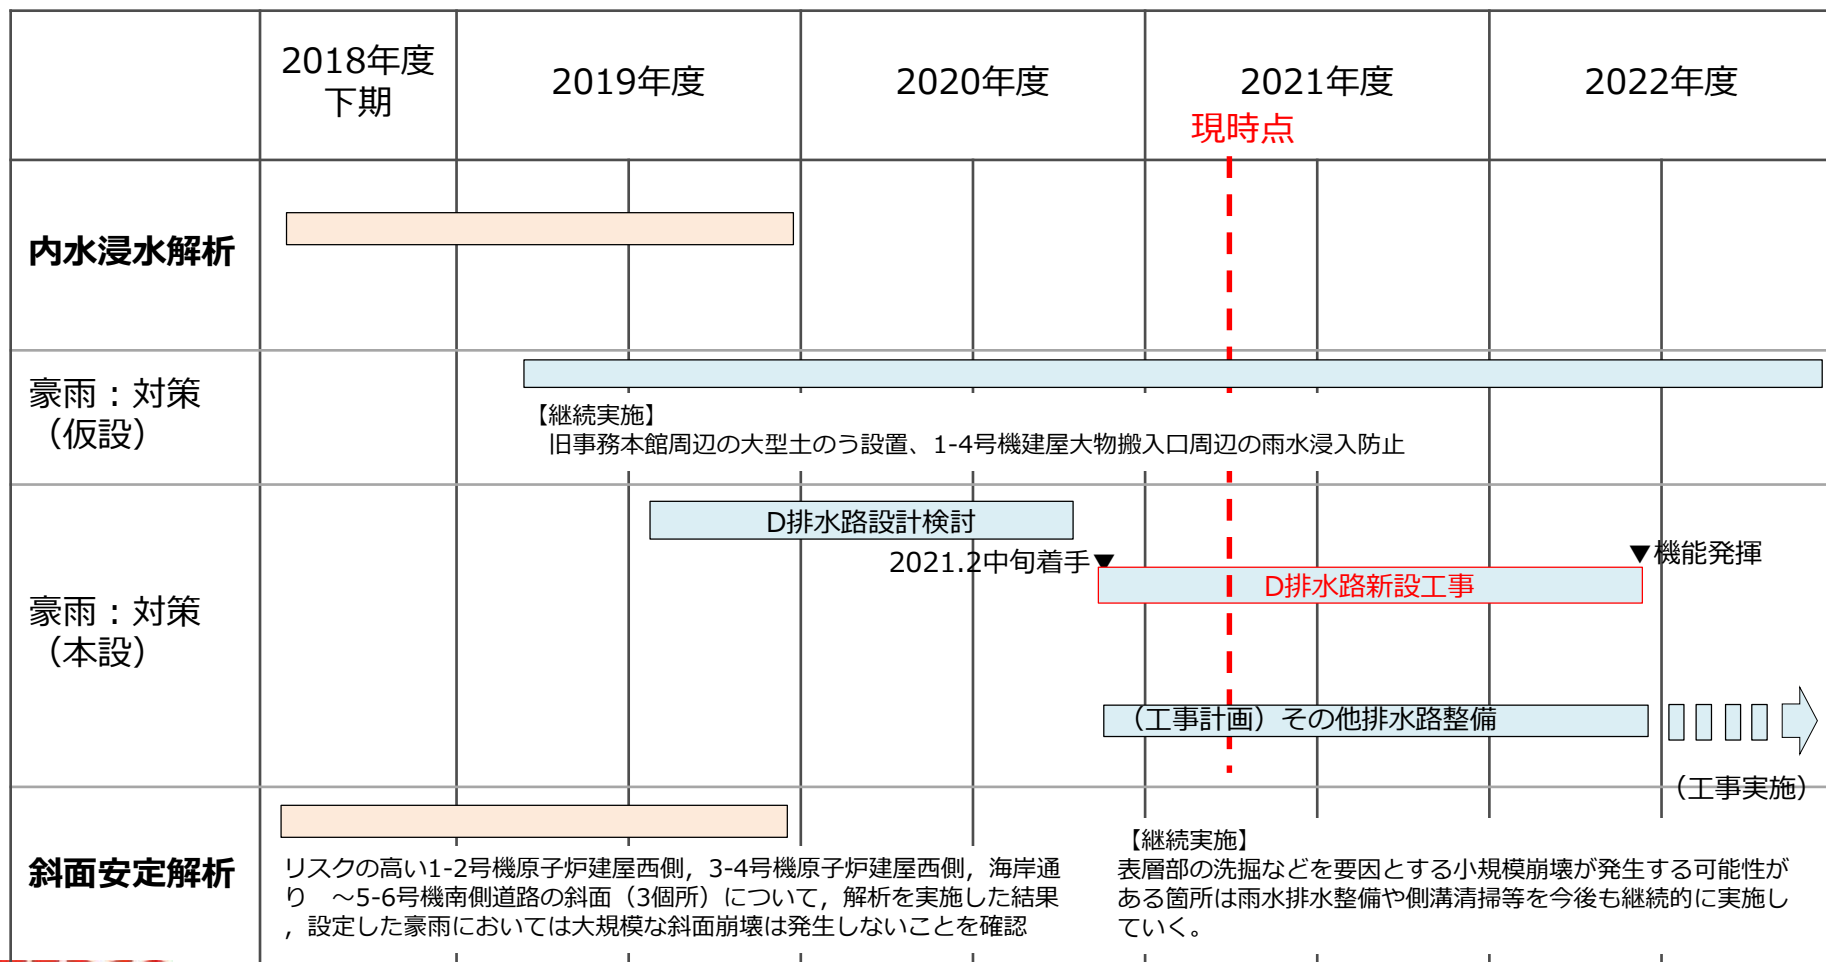 2018年度
下期
2019年度
2020年度
2021年度
2022年度
現時点
内水浸水解析
豪雨：対策
（仮設）
【継続実施】
旧事務本館周辺の大型土のう設置、1-4号機建屋大物搬入口周辺の雨水浸入防止
豪雨：対策
（本設）
D排水路設計検討
2021.2中旬着手▼
▼機能発揮
D排水路新設工事
（工事計画）その他排水路整備
（工事実施）
斜面安定解析
リスクの高い1-2号機原子炉建屋西側，3-4号機原子炉建屋西側，海岸通
り　～5-6号機南側道路の斜面（3個所）について，解析を実施した結果
，設定した豪雨においては大規模な斜面崩壊は発生しないことを確認
【継続実施】
表層部の洗掘などを要因とする小規模崩壊が発生する可能性が
ある箇所は雨水排水整備や側溝清掃等を今後も継続的に実施し
ていく。